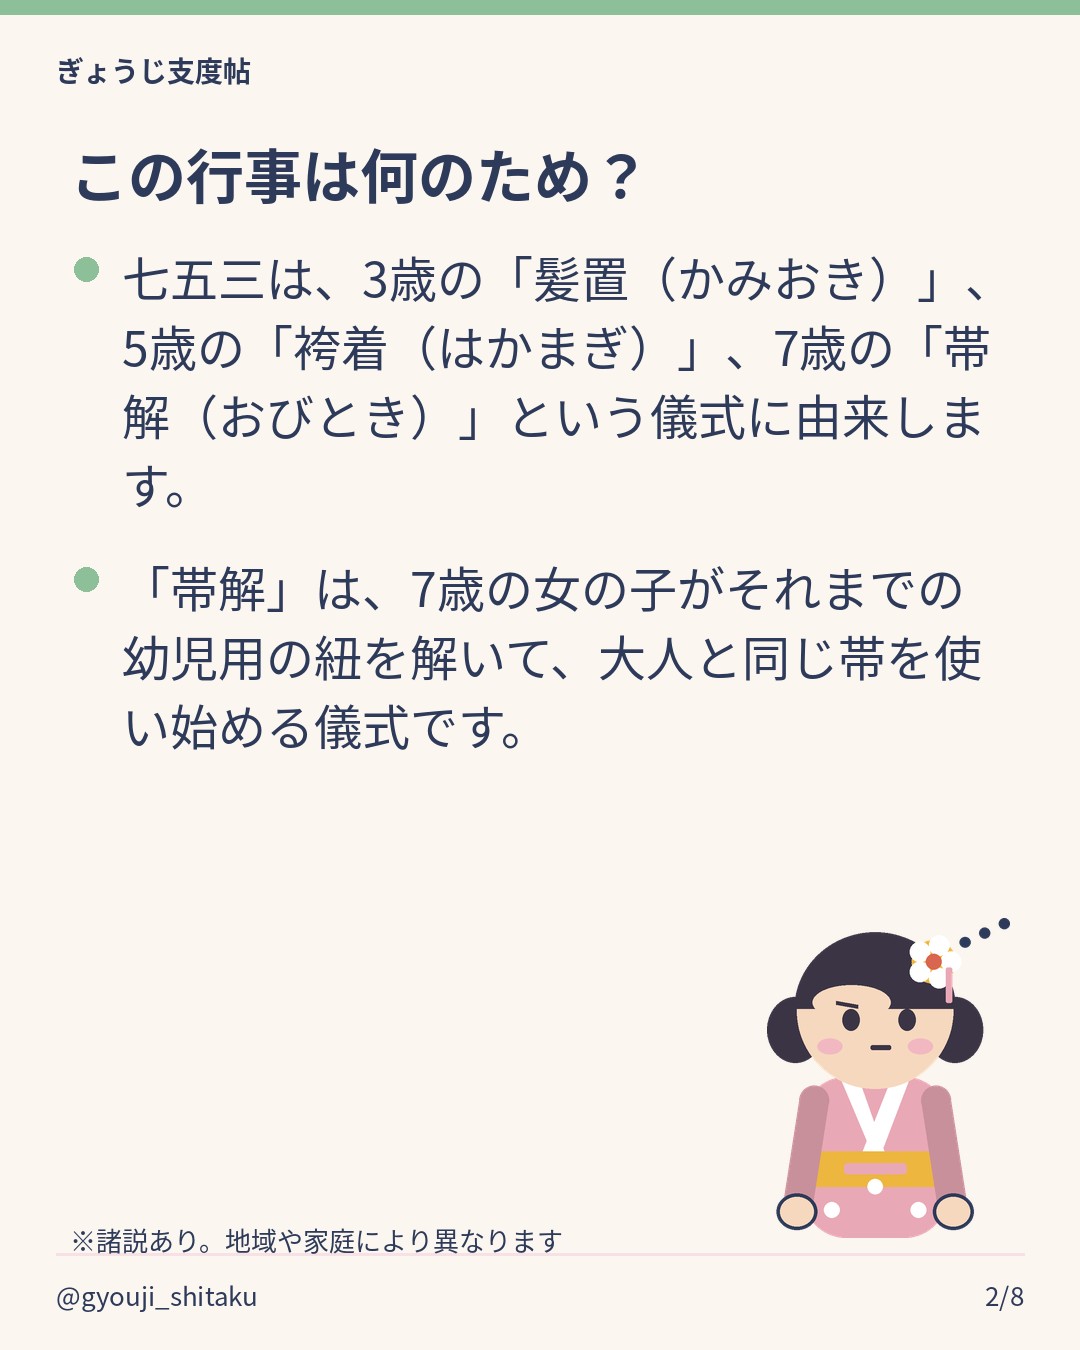 ぎょうじ支度帖
この行事は何のため？
七五三は、3歳の「髪置（かみおき）」、
5歳の「袴着（はかまぎ）」、7歳の「帯
解（おびとき）」という儀式に由来しま
す。
「帯解」は、7歳の女の子がそれまでの
幼児用の紐を解いて、大人と同じ帯を使
い始める儀式です。
※諸説あり。地域や家庭により異なります
@gyouji_shitaku
2/8